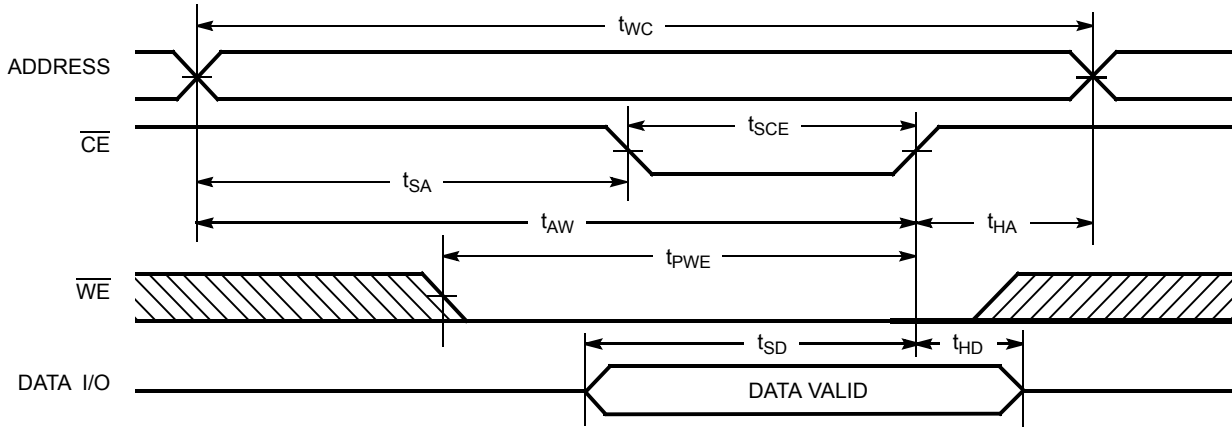 tWC
ADDRESS
CE
tSCE
tSA
tAW
tHA
tPWE
WE
tSD
tHD
DATA I/O
DATA VALID